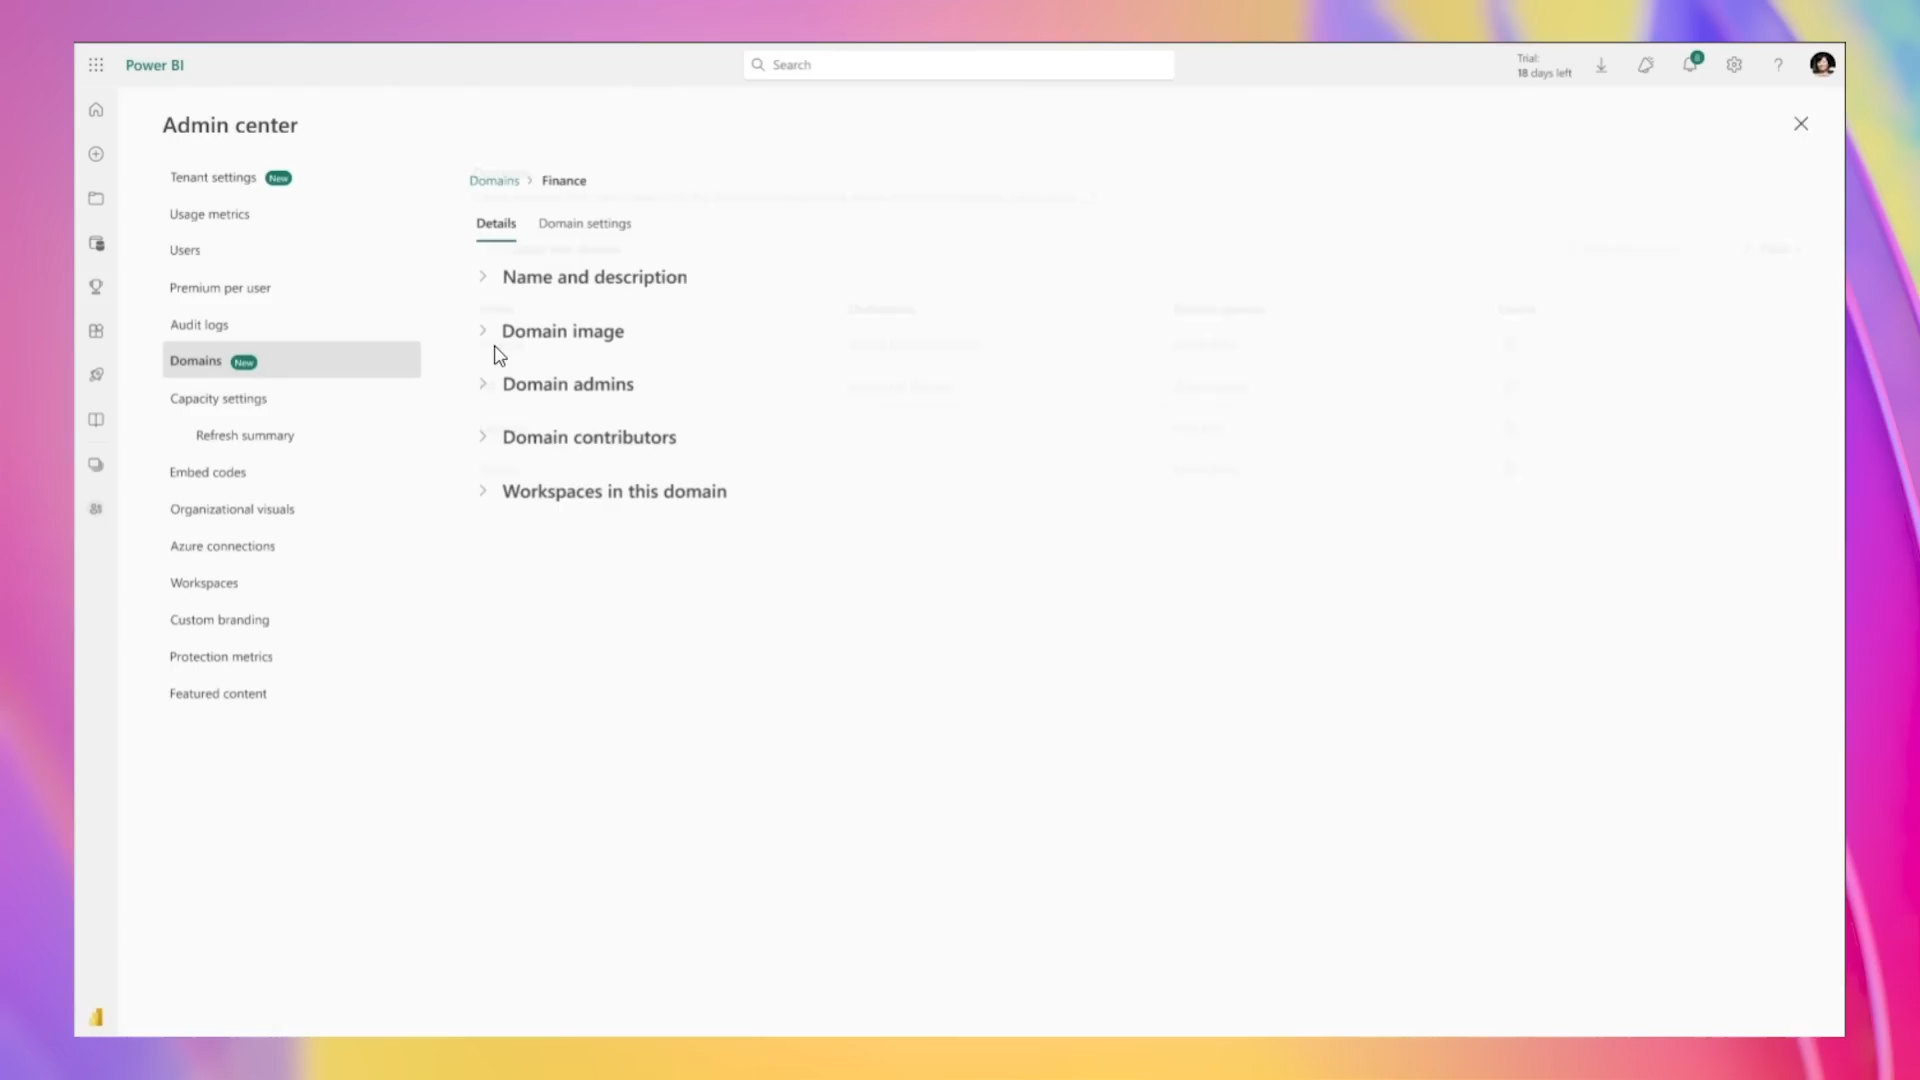 Power BI
Search
Trial:
18 days left
8
Admin center
Tenant settings New
Usage metrics
Users
Premium per user
Audit logs
Domains New
Capacity settings
Refresh summary
Embed codes
Organizational visuals
Azure connections
Workspaces
Custom branding
Protection metrics
Featured content
Domains > Finance
Details
Domain settings
Name and description
Domain image
Domain admins
Domain contributors
Workspaces in this domain